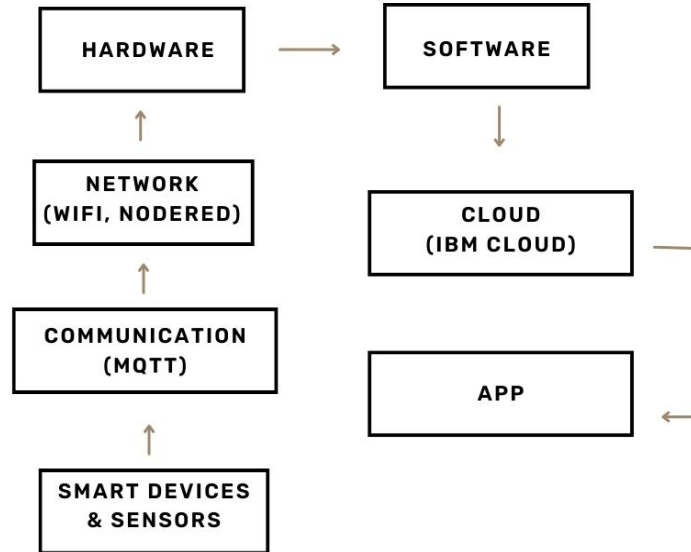 HARDWARE
SOFTWARE
NETWORK
(WIFI, NODERED)
CLOUD
(IBM CLOUD)
COMMUNICATION
(MQTT)
APP
SMART DEVICES
& SENSORS